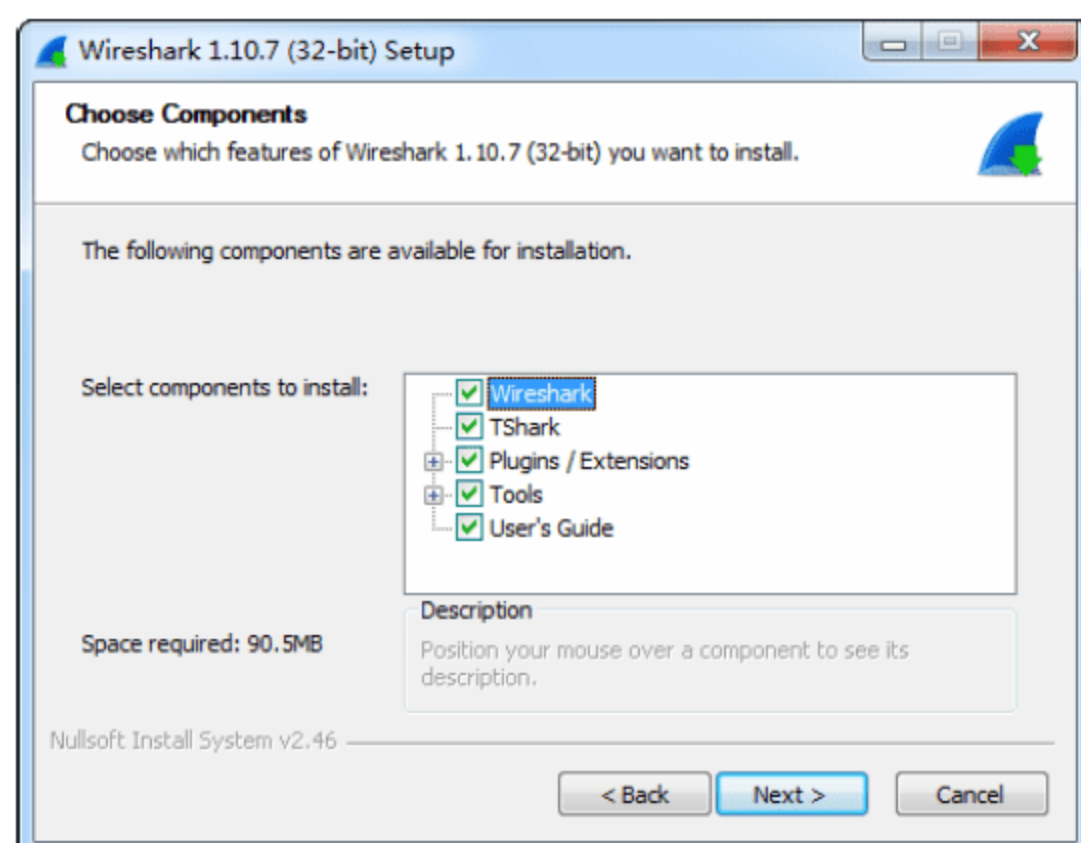 Wireshark 1.10.7 (32-bit) Setup
Choose Components
Choose which features of Wireshark 1.10.7 (32-bit) you want to install.
The following components are available for installation.
Select components to install:
Wireshark
TShark
Plugins / Extensions
Tools
User's Guide
Space required: 90.5MB
Description
Position your mouse over a component to see its
description.
Nullsoft Install System v2.46
< Back
Next >
Cancel